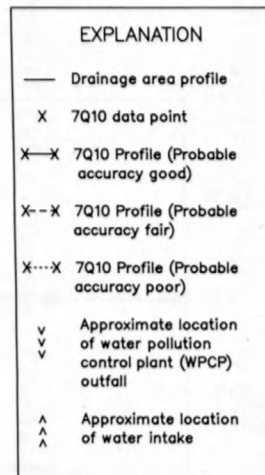 EXPLANATION
Drainage area profile
X 7Q10 data point
X—X 7Q10 Profile (Probable
accuracy good)
X--X 7Q10 Profile (Probable
accuracy fair)
X····X 7Q10 Profile (Probable
accuracy poor)
Approximate location
of water pollution
control plant (WPCP)
outfall
Approximate location
of water intake